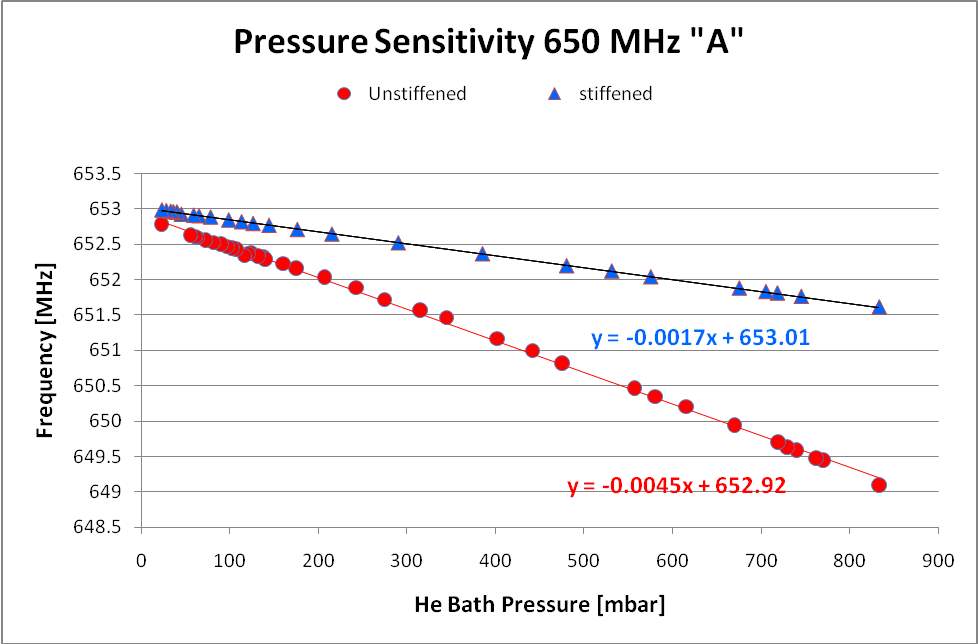 Pressure Sensitivity 650 MHz "A"
Unstiffened
stiffened
653.5
653
652.5
652
651.5
651
650.5
650
649.5
649
648.5
Frequency [MHz]
y = -0.0017x + 653.01
y = -0.0045x + 652.92
0 100 200 300 400 500 600 700 800 900
He Bath Pressure [mbar]